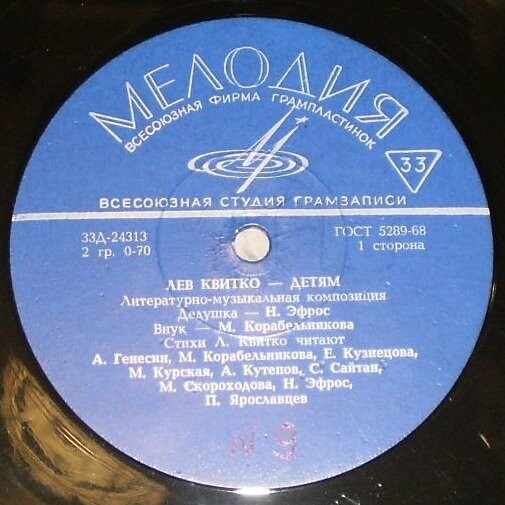 МЕЛОДИЯ
ВСЕСОЮЗНАЯ ФИРМА ГРАМПЛАСТИНОК
33
ВСЕСОЮЗНАЯ СТУДИЯ ГРАМЗАПИСИ
33Д-24313
2 гр. 0-70
ГОСТ 5289-68
1 сторона
ЛЕВ КВИТКО — ДЕТЯМ
Литературно-музыкальная композиция
Дедушка — Н. Эфрос
Внук — М. Корабельникова
Стихи Л. Квитко читают
А. Генесин, М. Корабельникова, Е. Кузнецова,
М. Курская, А. Кутепов, С. Сайтан,
М. Скороходова, Н. Эфрос,
П. Ярославцев
N 9